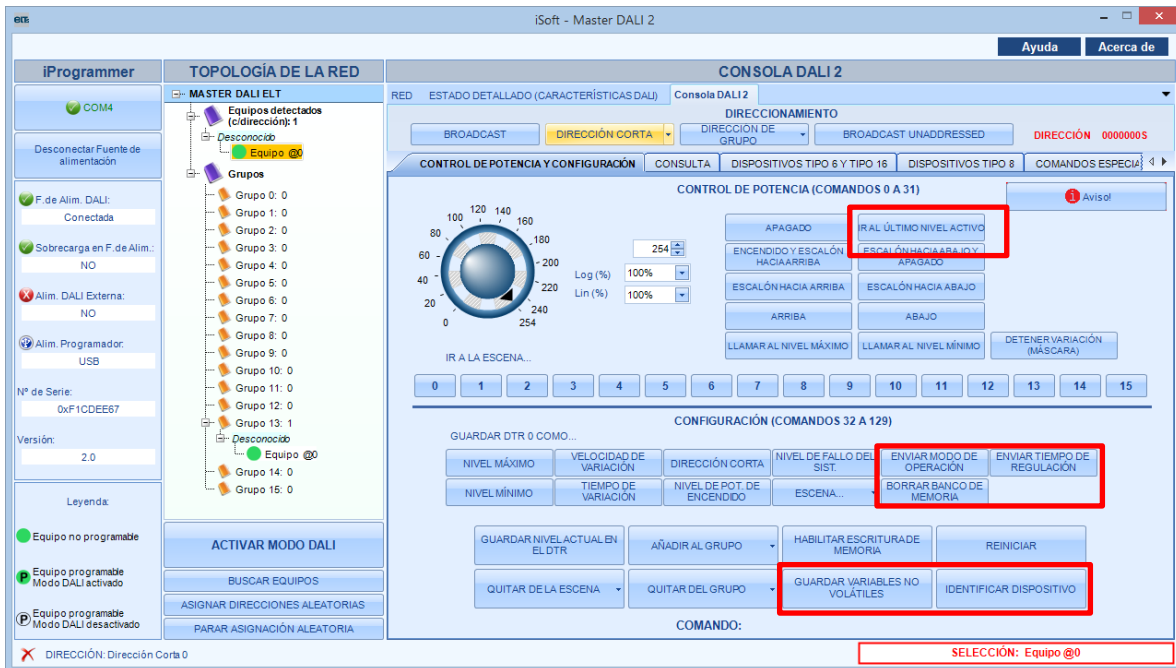 iSoft - Master DALI 2
Ayuda
Acerca de
iProgrammer
COM4
Desconectar Fuente de
alimentación
F.de Alim. DALI:
Conectada
Sobrecarga en F.de Alim.:
NO
Alim. DALI Externa:
NO
Alim. Programador:
USB
Nº de Serie:
0xF1CDEE67
Versión:
2.0
Leyenda:
Equipo no programable
Equipo programable
Modo DALI activado
Equipo programable
Modo DALI desactivado
TOPOLOGÍA DE LA RED
MASTER DALI ELT
Equipos detectados
(c/dirección): 1
Desconocido
Equipo @0
Grupos
Grupo 0: 0
Grupo 1: 0
Grupo 2: 0
Grupo 3: 0
Grupo 4: 0
Grupo 5: 0
Grupo 6: 0
Grupo 7: 0
Grupo 8: 0
Grupo 9: 0
Grupo 10: 0
Grupo 11: 0
Grupo 12: 0
Grupo 13: 1
Desconocido
Equipo @0
Grupo 14: 0
Grupo 15: 0
ACTIVAR MODO DALI
BUSCAR EQUIPOS
ASIGNAR DIRECCIONES ALEATORIAS
PARAR ASIGNACIÓN ALEATORIA
CONSOLA DALI 2
RED ESTADO DETALLADO (CARACTERÍSTICAS DALI) Consola DALI 2
DIRECCIONAMIENTO
BROADCAST
DIRECCIÓN CORTA
DIRECCIÓN DE
GRUPO
BROADCAST UNADDRESSED
DIRECCIÓN 0000000S
CONTROL DE POTENCIA Y CONFIGURACIÓN CONSULTA DISPOSITIVOS TIPO 6 Y TIPO 16 DISPOSITIVOS TIPO 8 COMANDOS ESPECIA
CONTROL DE POTENCIA (COMANDOS 0 A 31)
Aviso!
0 20 40 60 80 100 120 140 160 180 200 220 240 254
254
Log (%) 100%
Lin (%) 100%
APAGADO
IR AL ÚLTIMO NIVEL ACTIVO
ENCENDIDO Y ESCALÓN
HACIA ARRIBA
ESCALÓN HACIA ABAJO Y
APAGADO
ESCALÓN HACIA ARRIBA
ESCALÓN HACIA ABAJO
ARRIBA
ABAJO
LLAMAR AL NIVEL MÁXIMO
LLAMAR AL NIVEL MÍNIMO
DETENER VARIACIÓN
(MÁSCARA)
IR A LA ESCENA...
0 1 2 3 4 5 6 7 8 9 10 11 12 13 14 15
CONFIGURACIÓN (COMANDOS 32 A 129)
GUARDAR DTR 0 COMO...
NIVEL MÁXIMO
VELOCIDAD DE
VARIACIÓN
DIRECCIÓN CORTA
NIVEL DE FALLO DEL
SIST.
ENVIAR MODO DE
OPERACIÓN
ENVIAR TIEMPO DE
REGULACIÓN
NIVEL MÍNIMO
TIEMPO DE
VARIACIÓN
NIVEL DE POT. DE
ENCENDIDO
ESCENA...
BORRAR BANCO DE
MEMORIA
GUARDAR NIVEL ACTUAL EN
EL DTR
AÑADIR AL GRUPO
HABILITAR ESCRITURA DE
MEMORIA
REINICIAR
QUITAR DE LA ESCENA
QUITAR DEL GRUPO
GUARDAR VARIABLES NO
VOLÁTILES
IDENTIFICAR DISPOSITIVO
COMANDO:
DIRECCIÓN: Dirección Corta 0
SELECCIÓN: Equipo @0